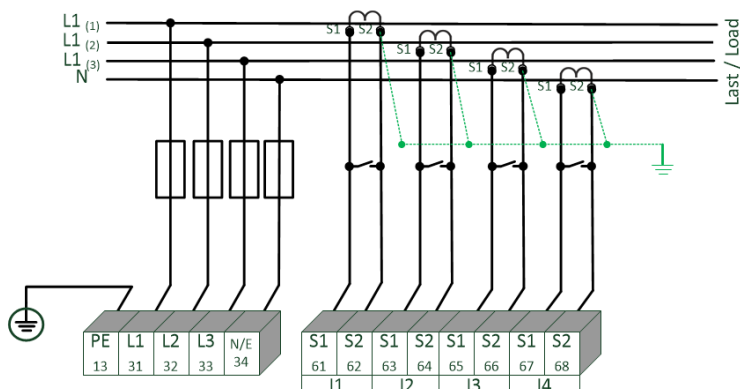 L1 (1)
L1 (2)
L1 (3)
N
S1 S2
S1 S2
S1 S2
S1 S2
Last / Load
PE L1 L2 L3 N/E
13 31 32 33 34
S1 S2 S1 S2 S1 S2 S1 S2
61 62 63 64 65 66 67 68
I1 I2 I3 I4